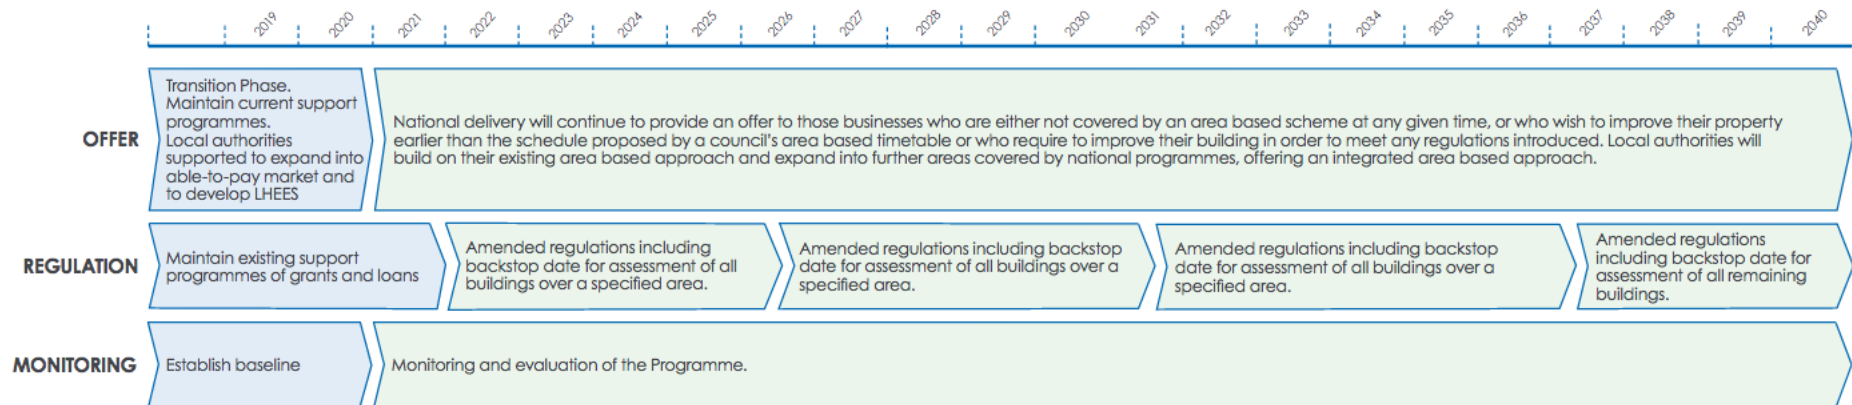 2019 2020 2021 2022 2023 2024 2025 2026 2027 2028 2029 2030 2031 2032 2033 2034 2035 2036 2037 2038 2039 2040
OFFER
Transition Phase.
Maintain current support
programmes.
Local authorities
supported to expand into
able-to-pay market and
to develop LHEES
National delivery will continue to provide an offer to those businesses who are either not covered by an area based scheme at any given time, or who wish to improve their property
earlier than the schedule proposed by a council's area based timetable or who require to improve their building in order to meet any regulations introduced. Local authorities will
build on their existing area based approach and expand into further areas covered by national programmes, offering an integrated area based approach.
REGULATION
Maintain existing support
programmes of grants and loans
Amended regulations including
backstop date for assessment of all
buildings over a specified area.
Amended regulations including backstop
date for assessment of all buildings over a
specified area.
Amended regulations including backstop
date for assessment of all buildings over a
specified area.
Amended regulations
including backstop date for
assessment of all remaining
buildings.
MONITORING
Establish baseline
Monitoring and evaluation of the Programme.